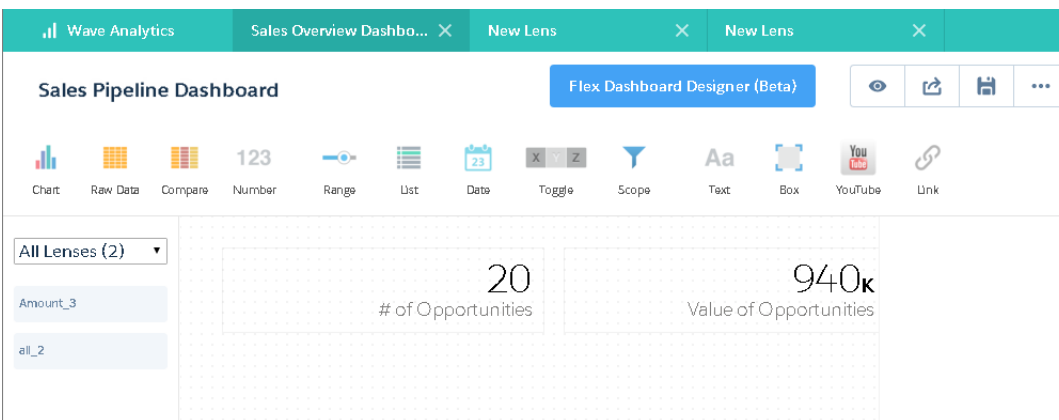 Wave Analytics
Sales Overview Dashbo...
New Lens
New Lens
Sales Pipeline Dashboard
Flex Dashboard Designer (Beta)
123
23
X Y Z
Aa
You
Tube
Chart
Raw Data
Compare
Number
Range
List
Date
Toggle
Scope
Text
Box
YouTube
Link
All Lenses (2)
Amount_3
all_2
20
# of Opportunities
940K
Value of Opportunities